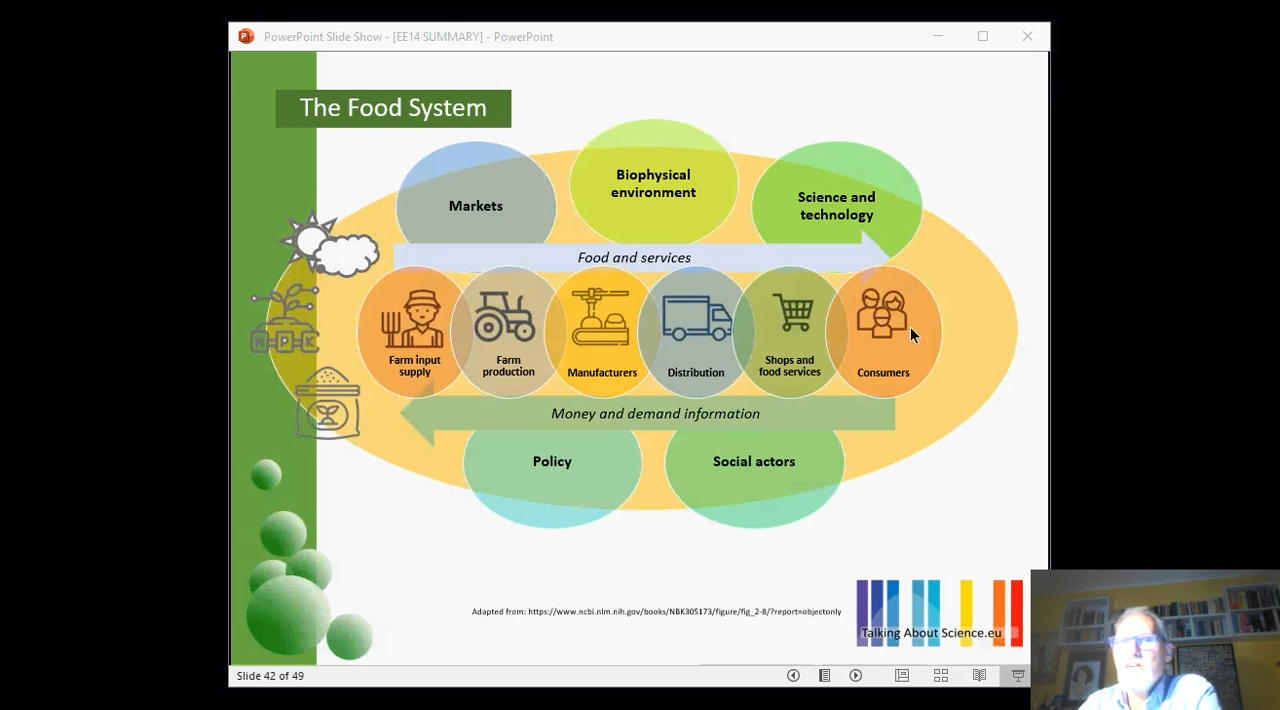 PowerPoint Slide Show - [EE14 SUMMARY] - PowerPoint
The Food System
Markets
Biophysical
environment
Science and
technology
Food and services
Farm input
supply
Farm
production
Manufacturers
Distribution
Shops and
food services
Consumers
N P K
Money and demand information
Policy
Social actors
Adapted from: https://www.ncbi.nlm.nih.gov/books/NBK305173/figure/fig_2-8/?report=objectonly
Talking About Science.eu
Slide 42 of 49